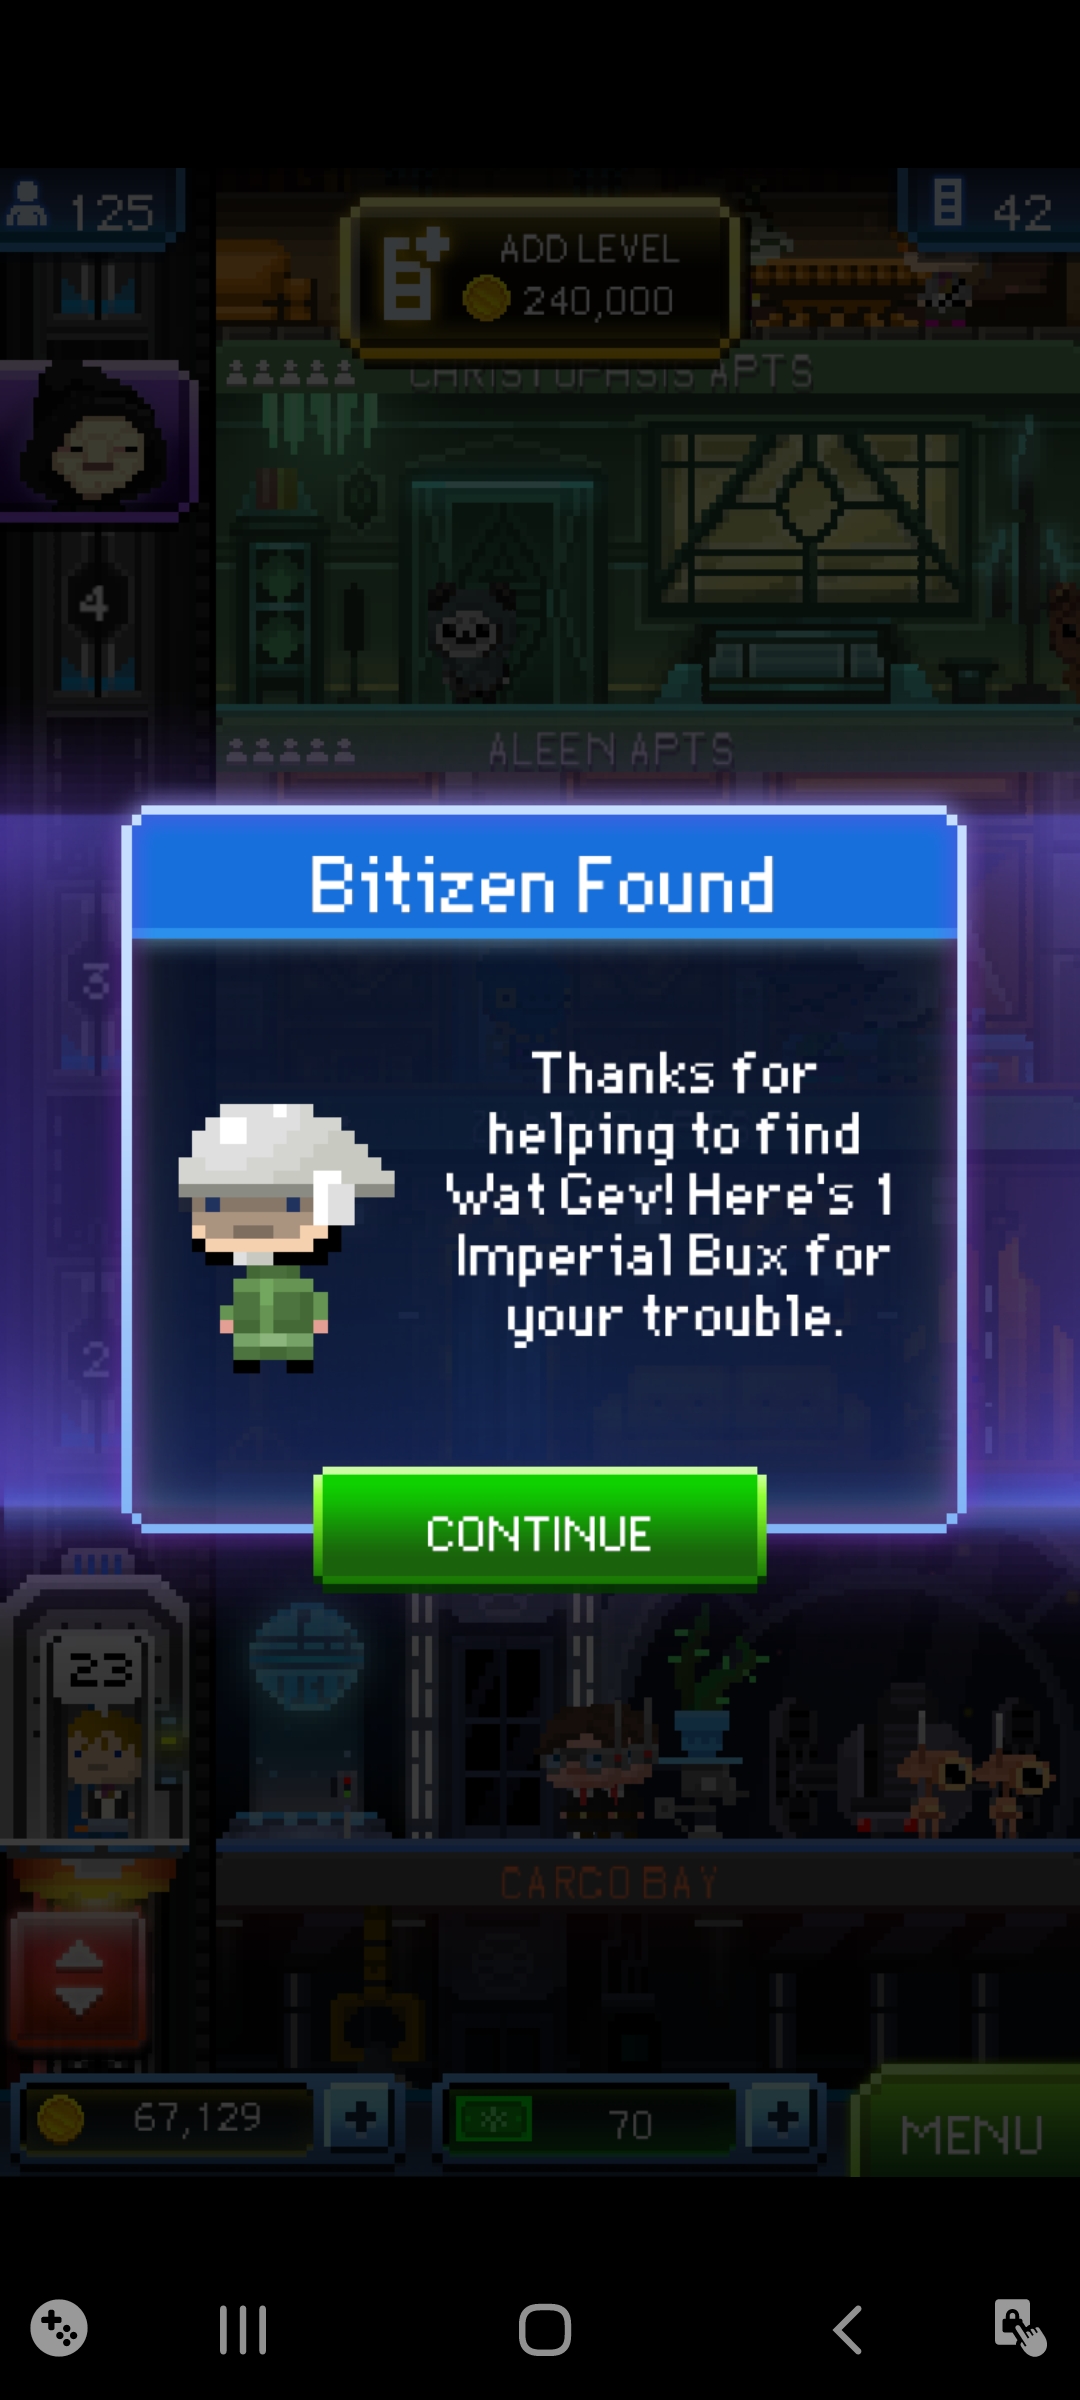 125
ADD LEVEL
240,000
42
CHRISTOPHSIS APTS
4
ALEEN APTS
Bitizen Found
3
Thanks for
helping to find
Wat Gev! Here's 1
Imperial Bux for
your trouble.
2
CONTINUE
23
CARGO BAY
67,129
70
MENU